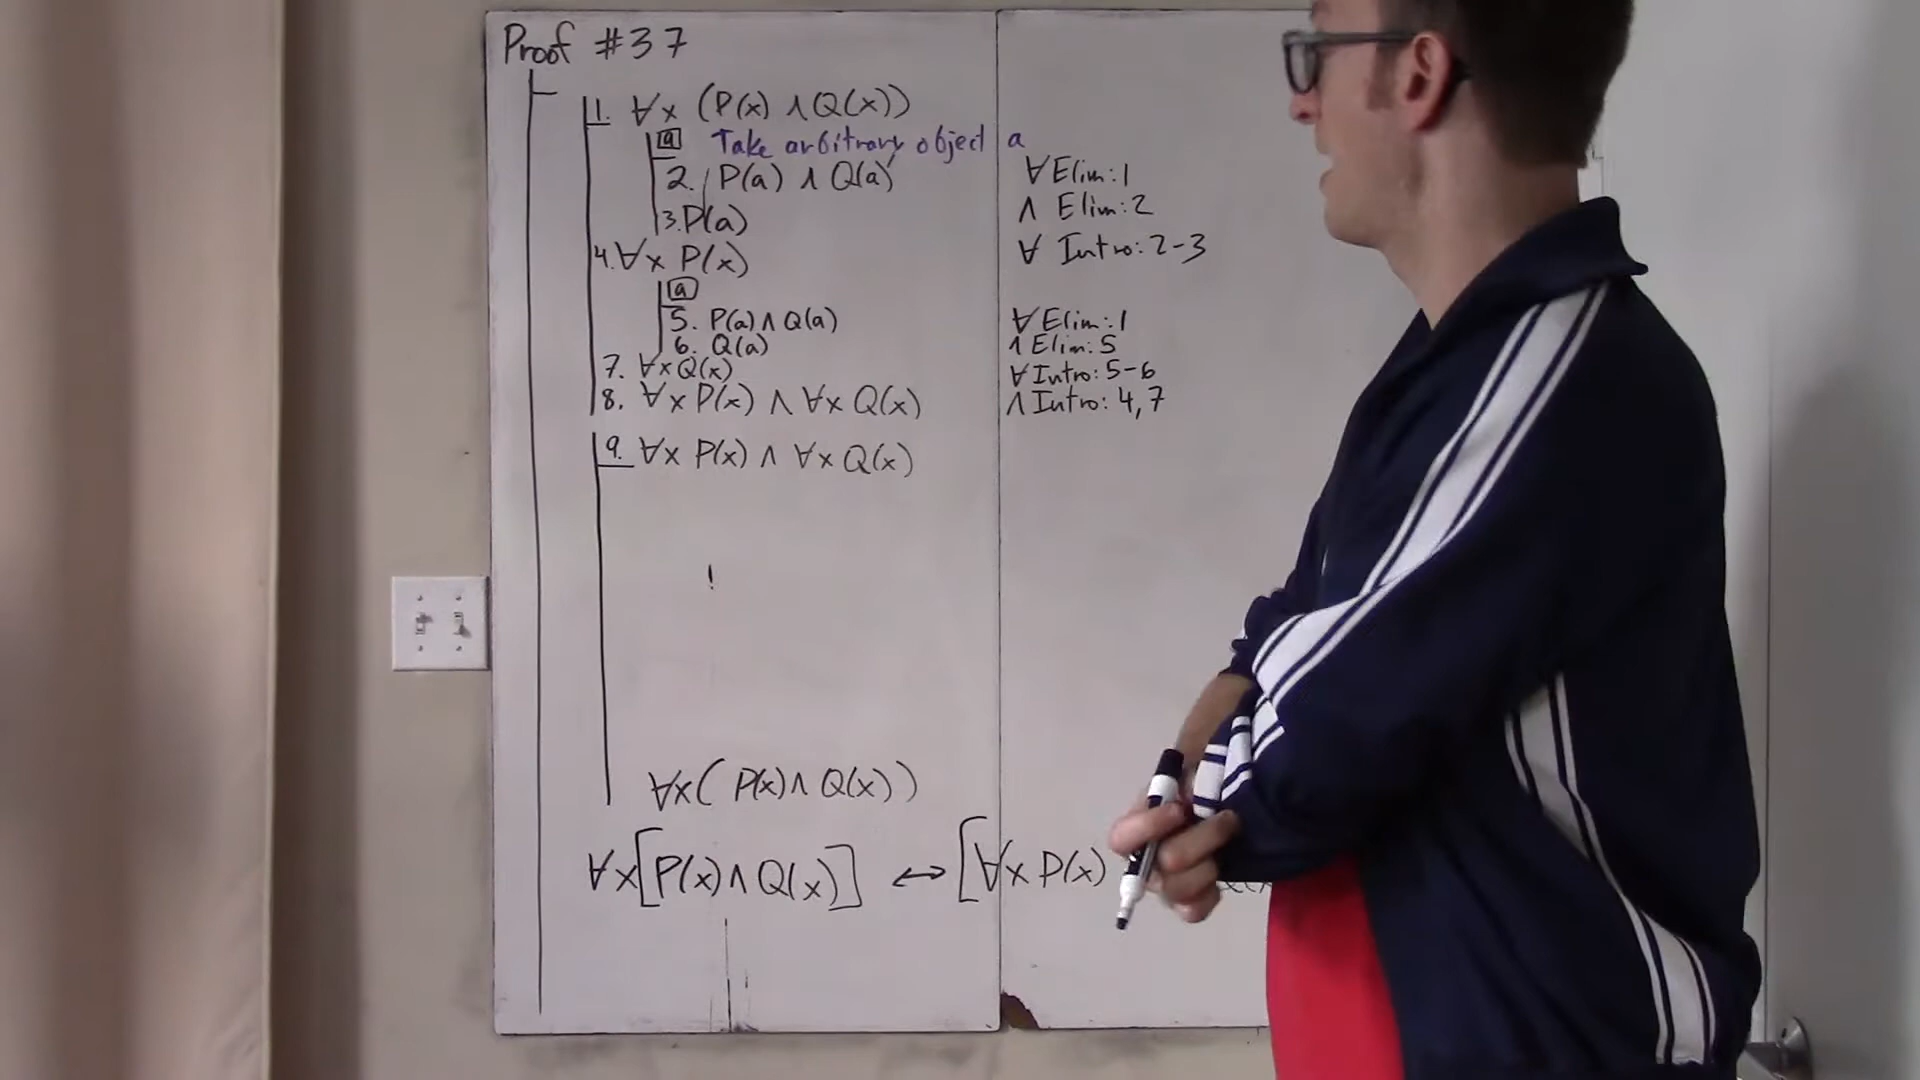 Proof #37
1. ∀x (P(x) ∧ Q(x))
a Take arbitrary object a
2. P(a) ∧ Q(a) ∀ Elim: 1
3. P(a) ∧ Elim: 2
4. ∀x P(x) ∀ Intro: 2-3
a
5. P(a) ∧ Q(a) ∀ Elim: 1
6. Q(a) ∧ Elim: 5
7. ∀x Q(x) ∀ Intro: 5-6
8. ∀x P(x) ∧ ∀x Q(x) ∧ Intro: 4,7
9. ∀x P(x) ∧ ∀x Q(x)
∀x( P(x) ∧ Q(x))
∀x[P(x) ∧ Q(x)] ↔ [∀x P(x)